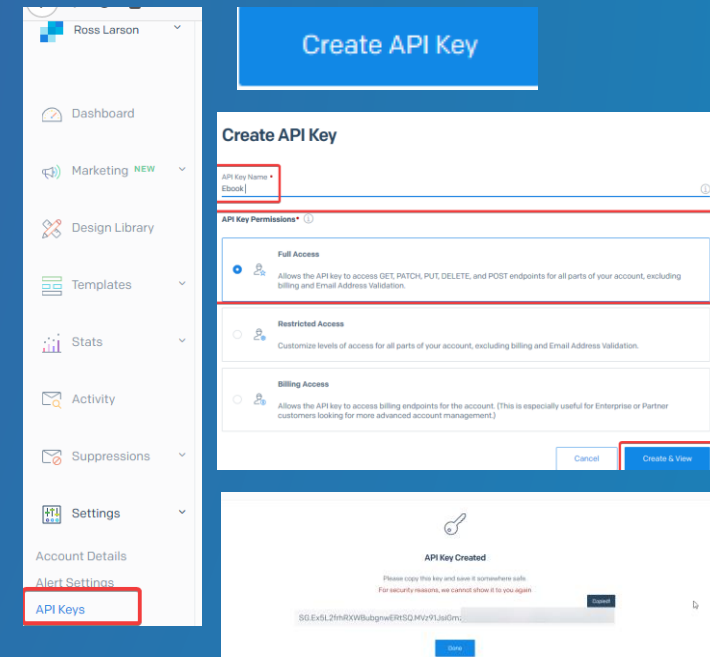 Ross Larson
Dashboard
Marketing NEW
Design Library
Templates
Stats
Activity
Suppressions
Settings
Account Details
Alert Settings
API Keys
Create API Key
Create API Key
API Key Name •
Ebook
API Key Permissions•
Full Access
Allows the API key to access GET, PATCH, PUT, DELETE, and POST endpoints for all parts of your account, excluding
billing and Email Address Validation.
Restricted Access
Customize levels of access for all parts of your account, excluding billing and Email Address Validation.
Billing Access
Allows the API key to access billing endpoints for the account. (This is especially useful for Enterprise or Partner
customers looking for more advanced account management.)
Cancel
Create & View
API Key Created
Please copy this key and save it somewhere safe.
For security reasons, we cannot show it to you again
Copied!
Done